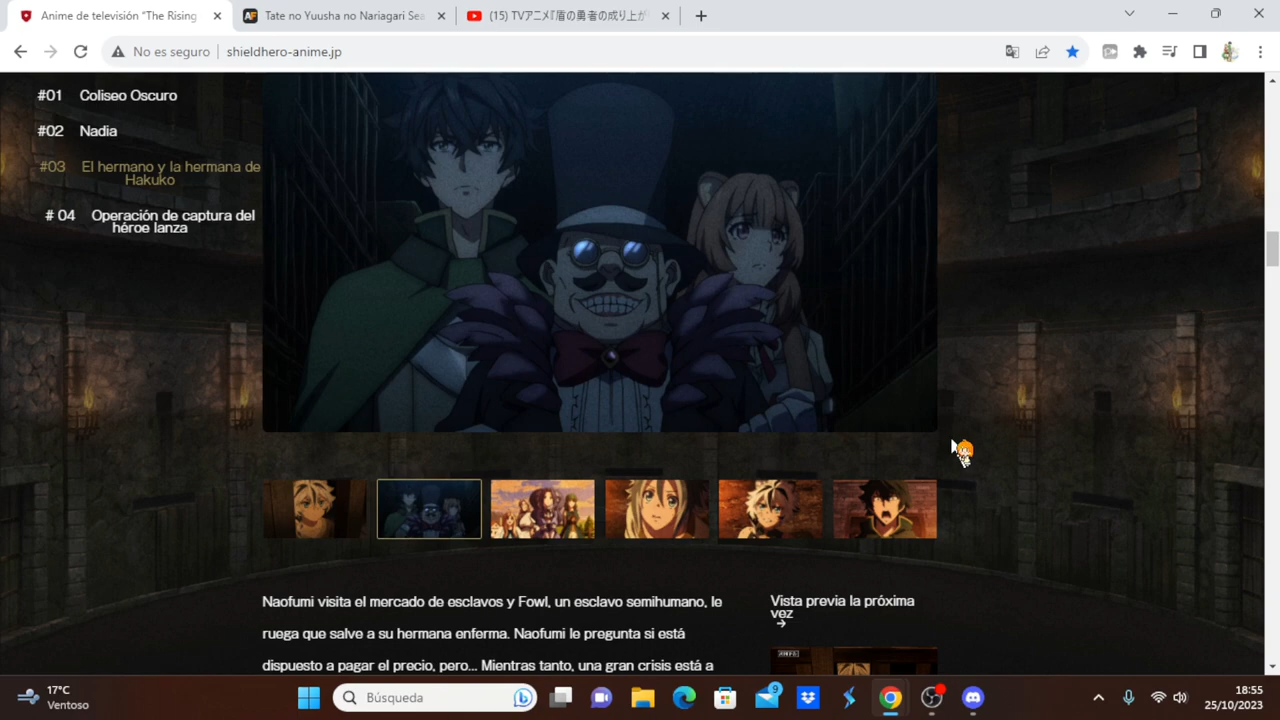 Anime de televisión “The Rising
Tate no Yuusha no Nariagari Sea
(15) TVアニメ『盾の勇者の成り上が
No es seguro
shieldhero-anime.jp
#01 Coliseo Oscuro
#02 Nadia
#03 El hermano y la hermana de
Hakuko
# 04 Operación de captura del
héroe lanza
Naofumi visita el mercado de esclavos y Fowl, un esclavo semihumano, le
ruega que salve a su hermana enferma. Naofumi le pregunta si está
dispuesto a pagar el precio, pero... Mientras tanto, una gran crisis está a
Vista previa la próxima
vez
→
17°C
Ventoso
Búsqueda
9
18:55
25/10/2023